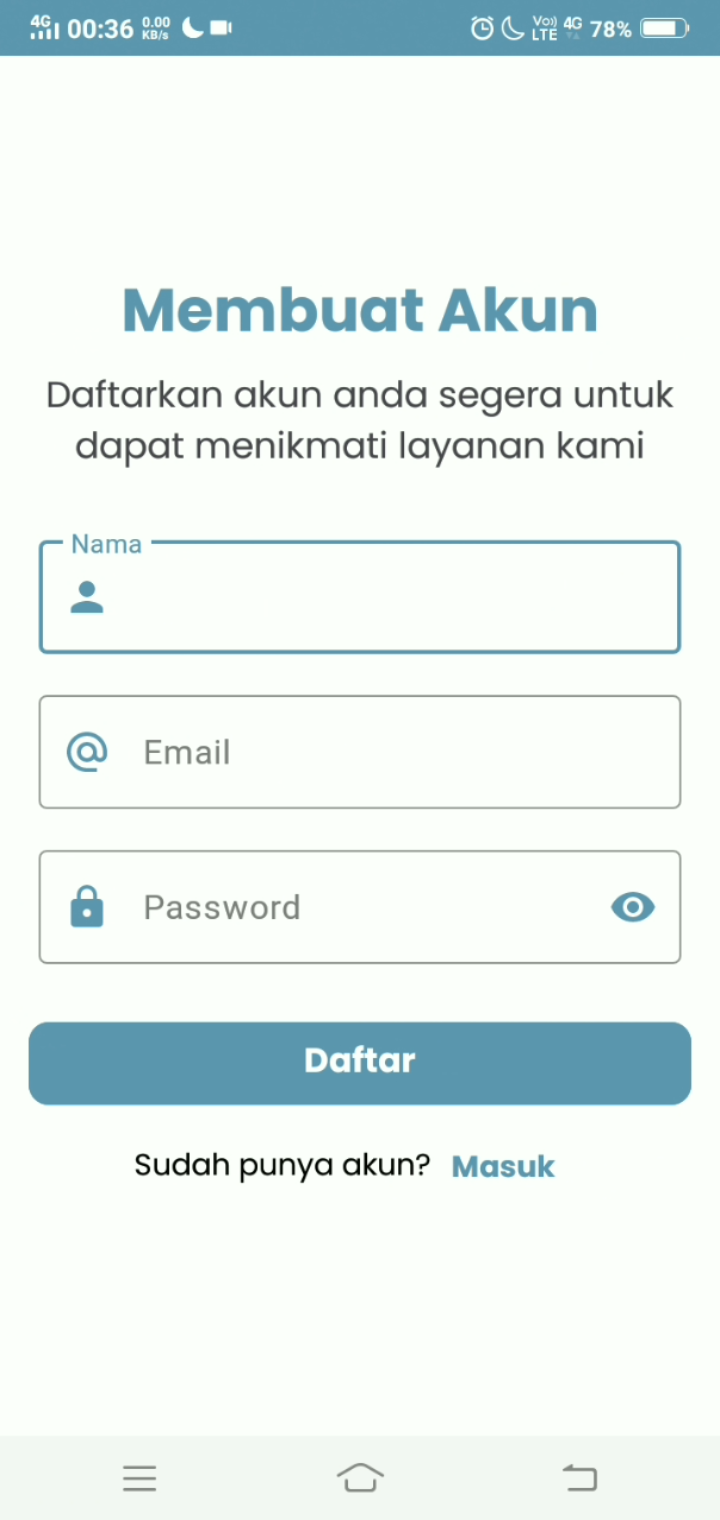 4G 00:36 0.00 KB/s Vo)) LTE 4G 78%
Membuat Akun
Daftarkan akun anda segera untuk
dapat menikmati layanan kami
Nama
Email
Password
Daftar
Sudah punya akun? Masuk